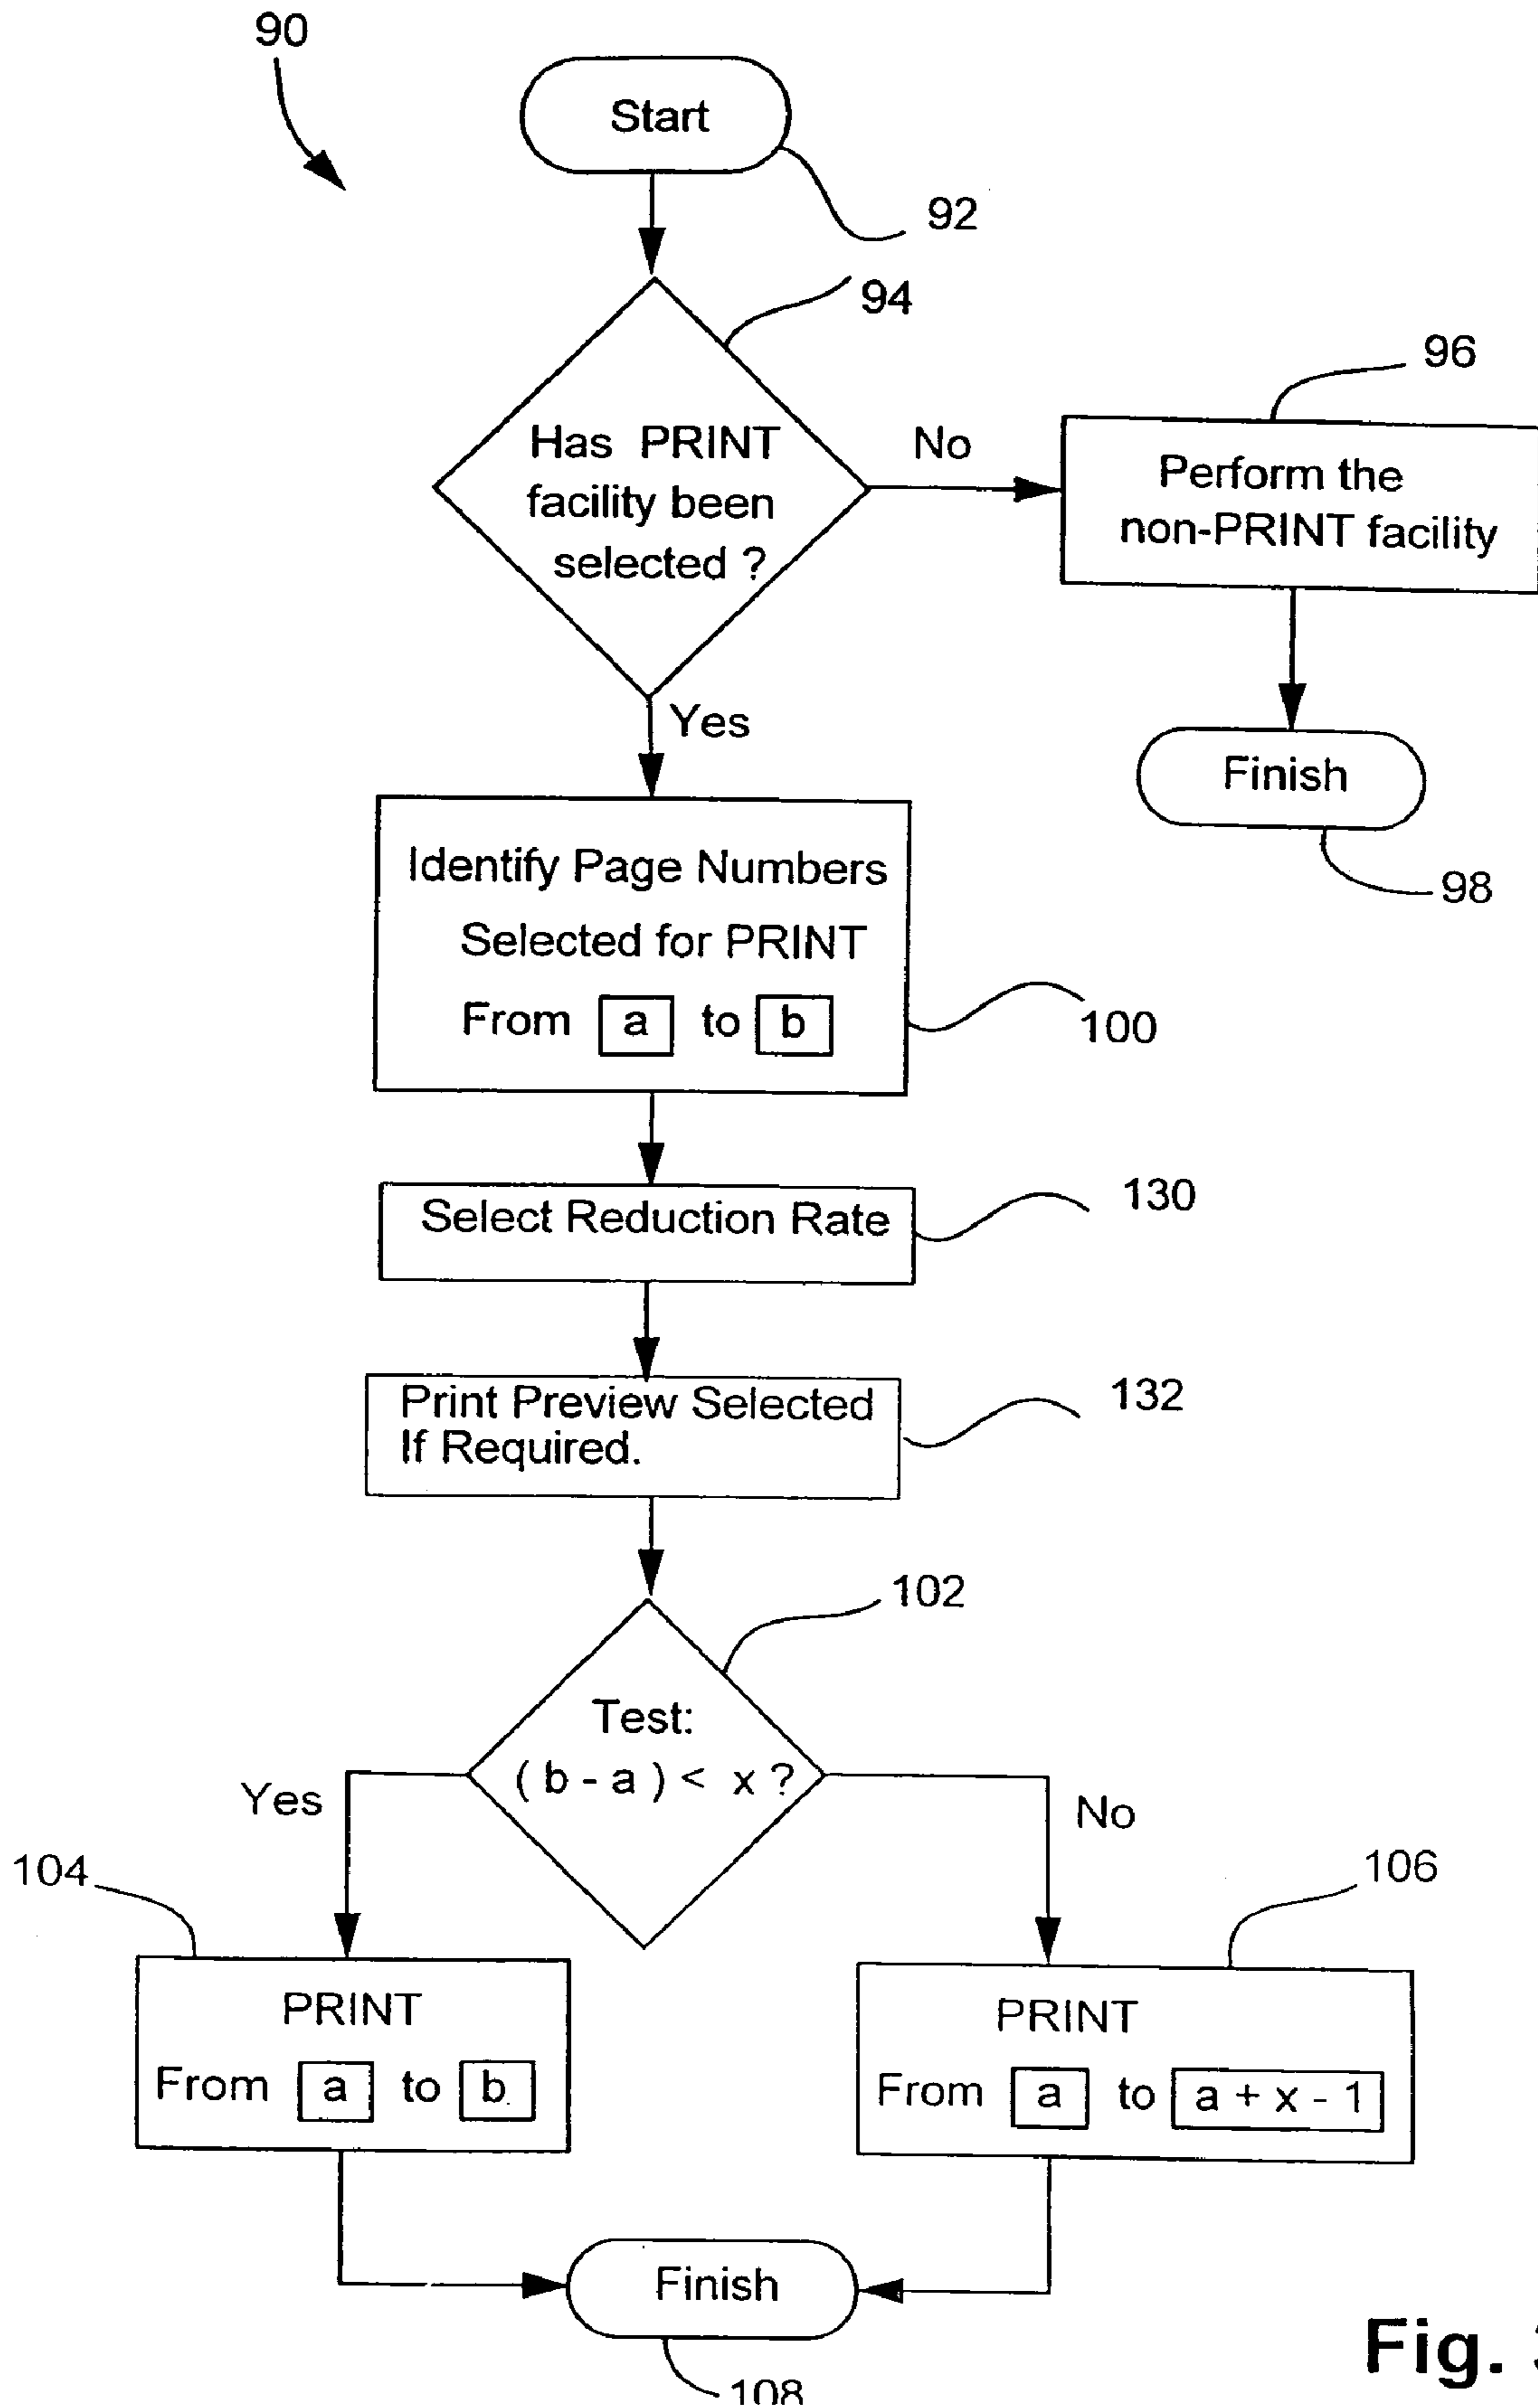 90
Start
92
94
Has PRINT
facility been
selected ?
No
96
Perform the
non-PRINT facility
Yes
Finish
98
Identify Page Numbers
Selected for PRINT
From a to b
100
Select Reduction Rate
130
Print Preview Selected
If Required.
132
102
Test:
( b - a ) < x ?
Yes
No
104
106
PRINT
From a to b
PRINT
From a to a + x - 1
Finish
108
Fig.